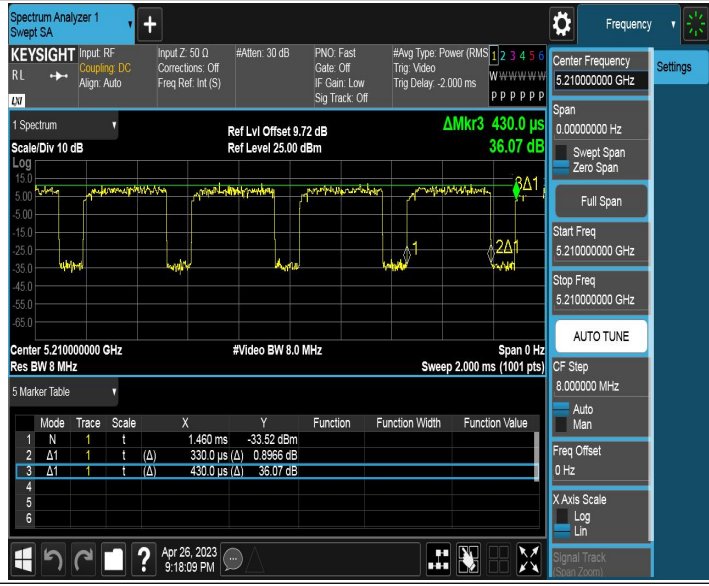 Spectrum Analyzer 1
Swept SA
Frequency
KEYSIGHT Input: RF Input Z: 50 Ω #Atten: 30 dB PNO: Fast #Avg Type: Power (RMS 1 2 3 4 5 6
RL Coupling: DC Corrections: Off Gate: Off Trig: Video W W W W W W
Align: Auto Freq Ref: Int (S) IF Gain: Low Trig Delay: -2.000 ms
LXI Sig Track: Off P P P P P P
1 Spectrum
Ref Lvl Offset 9.72 dB ΔMkr3 430.0 µs
Scale/Div 10 dB Ref Level 25.00 dBm 36.07 dB
Log
15.0
5.00
-5.00
-15.0
-25.0
-35.0
-45.0
-55.0
-65.0
3Δ1
1
2Δ1
Center 5.210000000 GHz #Video BW 8.0 MHz Span 0 Hz
Res BW 8 MHz Sweep 2.000 ms (1001 pts)
5 Marker Table
Mode Trace Scale X Y Function Function Width Function Value
1 N 1 t 1.460 ms -33.52 dBm
2 Δ1 1 t (Δ) 330.0 µs (Δ) 0.8966 dB
3 Δ1 1 t (Δ) 430.0 µs (Δ) 36.07 dB
4
5
6
?
Apr 26, 2023
9:18:09 PM
Center Frequency
5.210000000 GHz
Settings
Span
0.00000000 Hz
Swept Span
Zero Span
Full Span
Start Freq
5.210000000 GHz
Stop Freq
5.210000000 GHz
AUTO TUNE
CF Step
8.000000 MHz
Auto
Man
Freq Offset
0 Hz
X Axis Scale
Log
Lin
Signal Track
(Span Zoom)